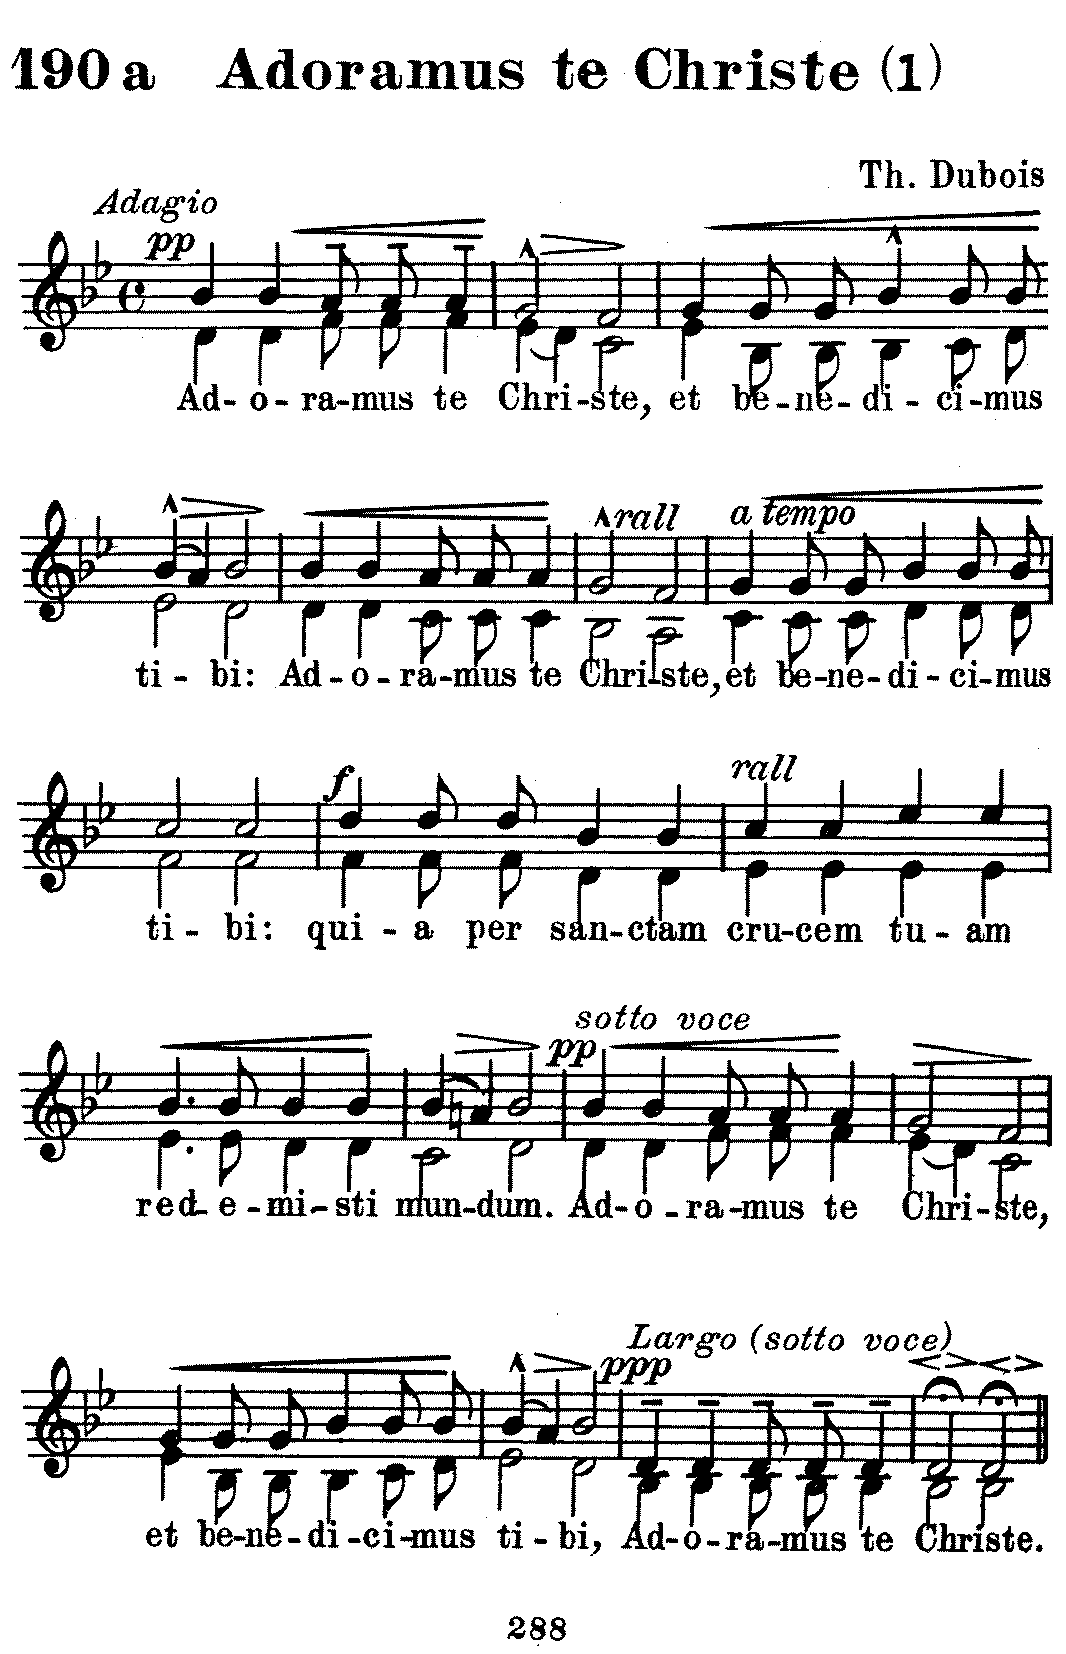 190 a Adoramus te Christe (1)
Th. Dubois
Adagio
pp
Ad- o- ra-mus te Chri-ste, et be-ne-di-ci-mus
rall a tempo
ti- bi: Ad-o-ra-mus te Chri-ste, et be-ne-di-ci-mus
f rall
ti- bi: qui-a per san-ctam cru-cem tu-am
sotto voce
pp
red-e-mi-sti mun-dum. Ad-o-ra-mus te Chri-ste,
Largo (sotto voce)
ppp
et be-ne-di-ci-mus ti-bi, Ad-o-ra-mus te Christe.
288